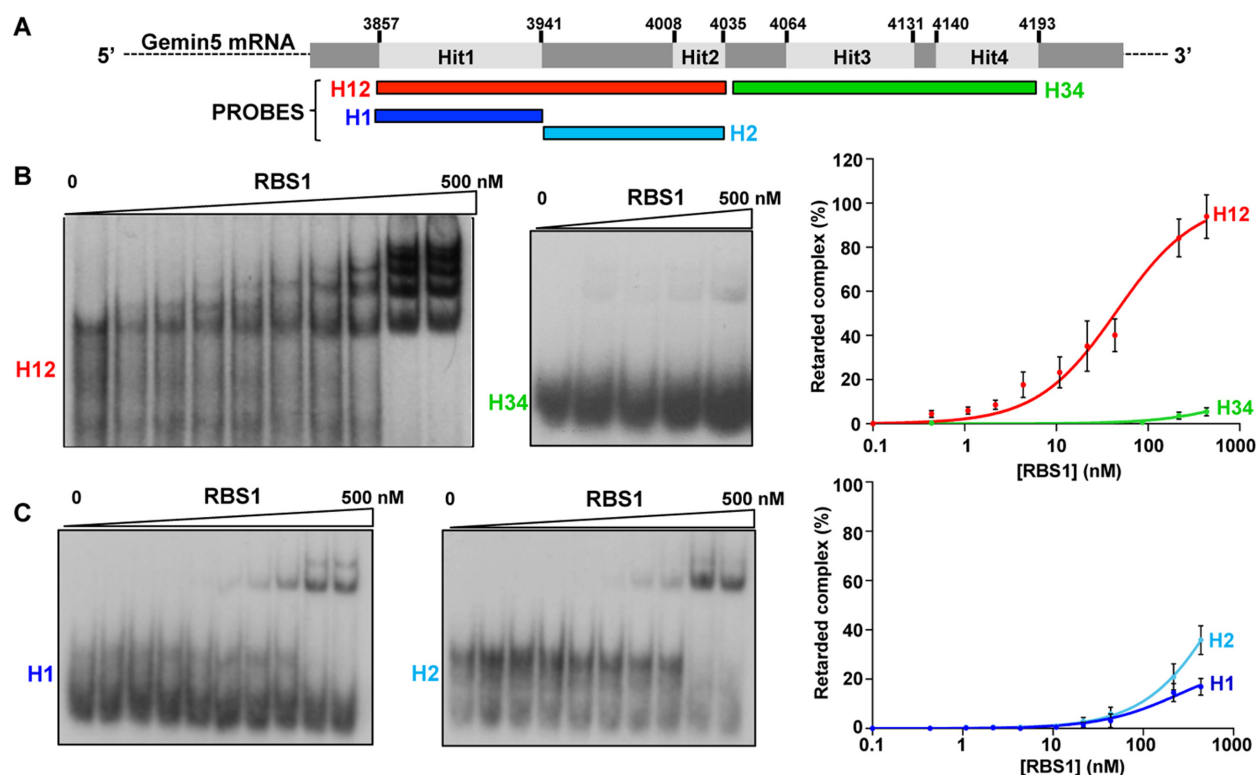 A
3857 3941 4008 4035 4064 4131 4140 4193
5’ Gemin5 mRNA Hit1 Hit2 Hit3 Hit4 3’
PROBES
H12 H34
H1
H2
B
0 RBS1 500 nM
H12
0 RBS1 500 nM
H34
Retarded complex (%)
120
100
80
60
40
20
0
0.1 1 10 100 1000
[RBS1] (nM)
H12
H34
C
0 RBS1 500 nM
H1
0 RBS1 500 nM
H2
Retarded complex (%)
100
80
60
40
20
0
0.1 1 10 100 1000
[RBS1] (nM)
H2
H1